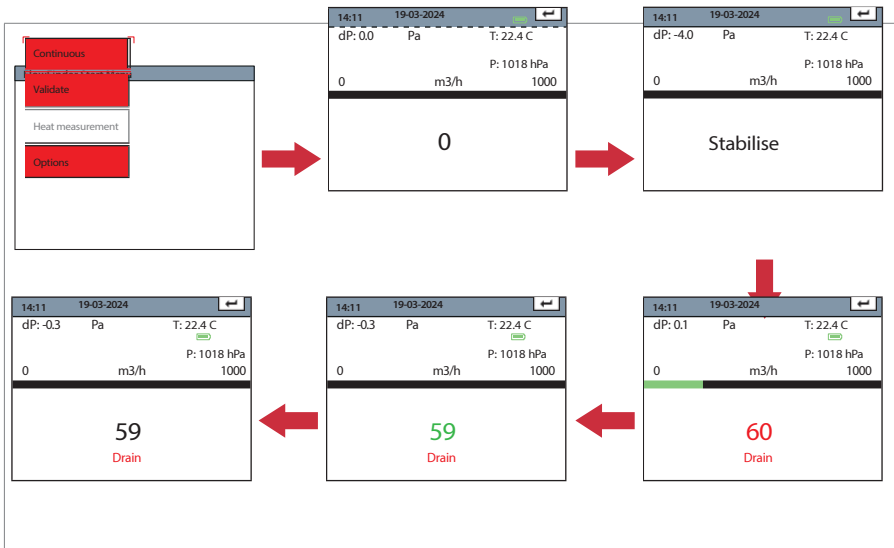 Continuous
Validate
Heat measurement
Options
14:11 19-03-2024
dP: 0.0 Pa T: 22.4 C
P: 1018 hPa
0 m3/h 1000
0
14:11 19-03-2024
dP: -4.0 Pa T: 22.4 C
P: 1018 hPa
0 m3/h 1000
Stabilise
14:11 19-03-2024
dP: -0.3 Pa T: 22.4 C
P: 1018 hPa
0 m3/h 1000
59
Drain
14:11 19-03-2024
dP: -0.3 Pa T: 22.4 C
P: 1018 hPa
0 m3/h 1000
59
Drain
14:11 19-03-2024
dP: 0.1 Pa T: 22.4 C
P: 1018 hPa
0 m3/h 1000
60
Drain